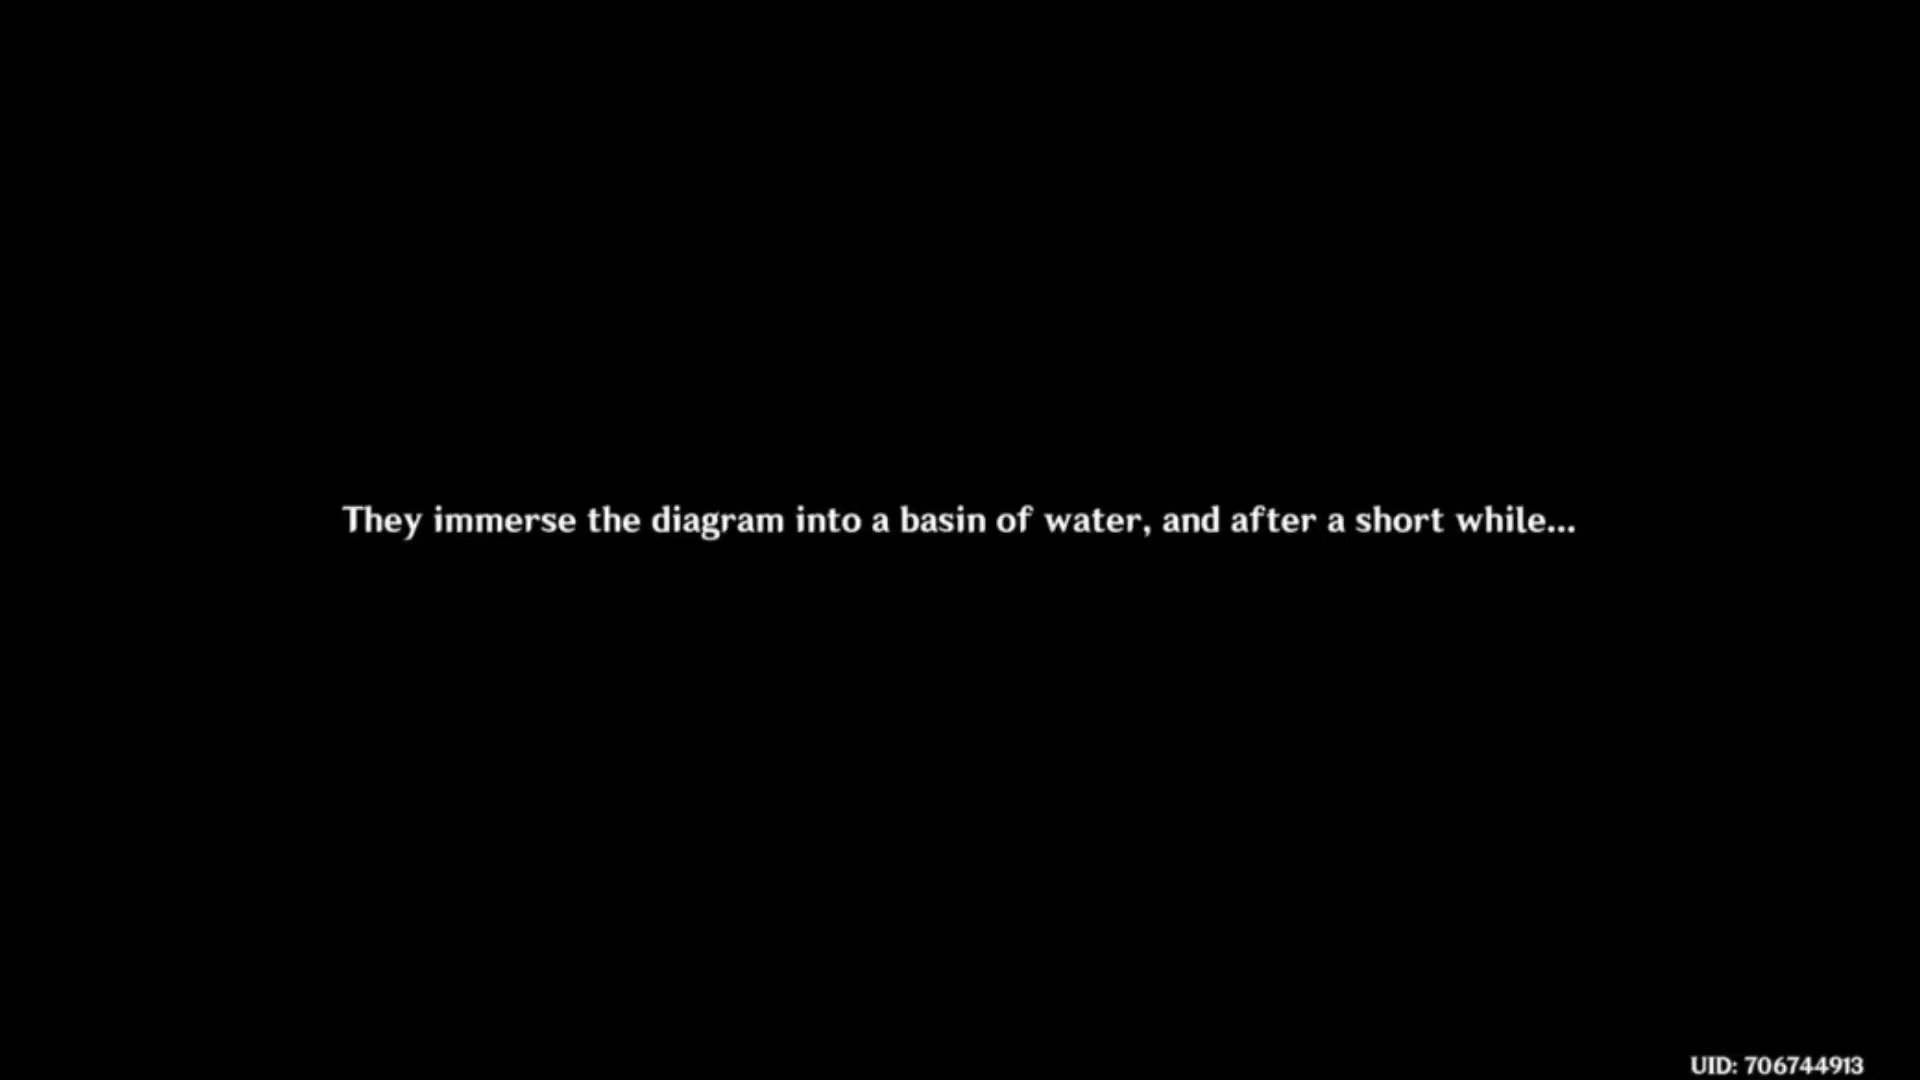 They immerse the diagram into a basin of water, and after a short while...
UID: 706744913